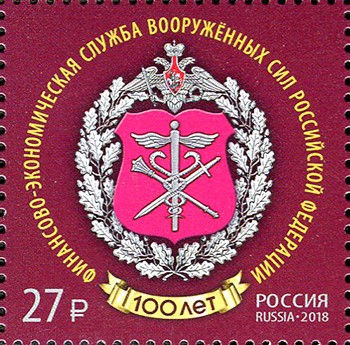 ФИНАНСОВО-ЭКОНОМИЧЕСКАЯ СЛУЖБА ВООРУЖЁННЫХ СИЛ РОССИЙСКОЙ ФЕДЕРАЦИИ
100 лет
27 ₽
РОССИЯ
RUSSIA·2018